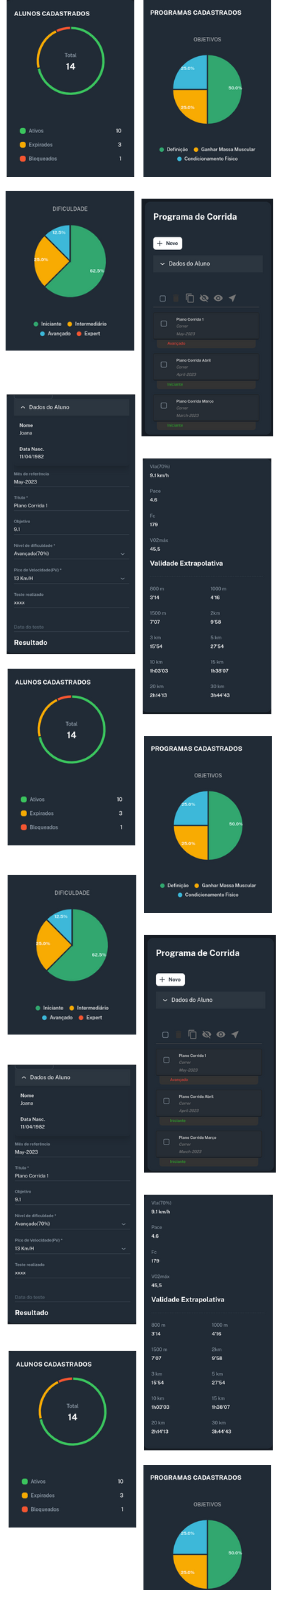 ALUNOS CADASTRADOS
Total
14
Ativos 10
Expirados 3
Bloqueados 1
PROGRAMAS CADASTRADOS
OBJETIVOS
25.0%
50.0%
25.0%
Definição Ganhar Massa Muscular
Condicionamento Físico
DIFICULDADE
12.5%
25.0%
62.5%
Iniciante Intermediário
Avançado Expert
Programa de Corrida
+ Novo
Dados do Aluno
Plano Corrida 1
Correr
May-2023
Avançado
Plano Corrida Abril
Correr
April-2023
Iniciante
Plano Corrida Marco
Correr
March-2023
Iniciante
Dados do Aluno
Nome
Joana
Data Nasc.
11/04/1962
Mês de referência
May-2023
Título *
Plano Corrida 1
Objetivo
9.1
Nível de dificuldade *
Avançado(70%)
Pico de Velocidade(PV) *
13 Km/H
Teste realizado
xxxx
Data do teste
Resultado
9.1 km/h
Pace
4.6
179
VO2máx
45,5
Validade Extrapolativa
800 m 1000 m
3'14 4'16
1500 m 2km
7'07 9'58
3 km 5 km
15'54 27'54
10 km 15 km
1h03'03 1h38'07
20 km 30 km
2h14'13 3h44'43
ALUNOS CADASTRADOS
Total
14
Ativos 10
Expirados 3
Bloqueados 1
PROGRAMAS CADASTRADOS
OBJETIVOS
25.0%
50.0%
25.0%
Definição Ganhar Massa Muscular
Condicionamento Físico
DIFICULDADE
12.5%
25.0%
62.5%
Iniciante Intermediário
Avançado Expert
Programa de Corrida
+ Novo
Dados do Aluno
Plano Corrida 1
Correr
May-2023
Avançado
Plano Corrida Abril
Correr
April-2023
Iniciante
Plano Corrida Marco
Correr
March-2023
Iniciante
Dados do Aluno
Nome
Joana
Data Nasc.
11/04/1962
Mês de referência
May-2023
Título *
Plano Corrida 1
Objetivo
9.1
Nível de dificuldade *
Avançado(70%)
Pico de Velocidade(PV) *
13 Km/H
Teste realizado
xxxx
Data do teste
Resultado
9.1 km/h
Pace
4.6
179
VO2máx
45,5
Validade Extrapolativa
800 m 1000 m
3'14 4'16
1500 m 2km
7'07 9'58
3 km 5 km
15'54 27'54
10 km 15 km
1h03'03 1h38'07
20 km 30 km
2h14'13 3h44'43
ALUNOS CADASTRADOS
Total
14
Ativos 10
Expirados 3
Bloqueados 1
PROGRAMAS CADASTRADOS
OBJETIVOS
25.0%
50.0%
25.0%